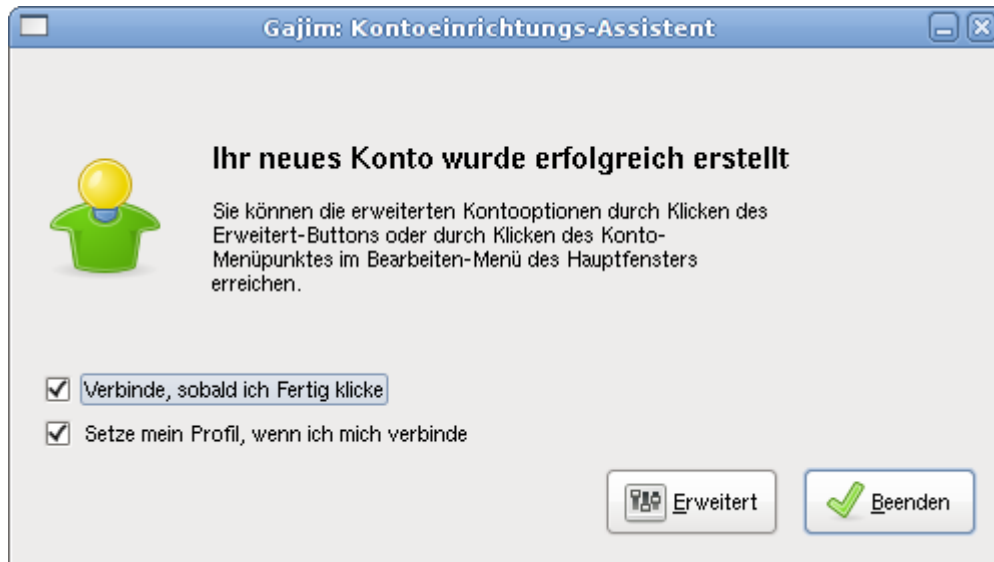 Gajim: Kontoeinrichtungs-Assistent
Ihr neues Konto wurde erfolgreich erstellt
Sie können die erweiterten Kontooptionen durch Klicken des
Erweitert-Buttons oder durch Klicken des Konto-
Menüpunktes im Bearbeiten-Menü des Hauptfensters
erreichen.
Verbinde, sobald ich Fertig klicke
Setze mein Profil, wenn ich mich verbinde
Erweitert
Beenden